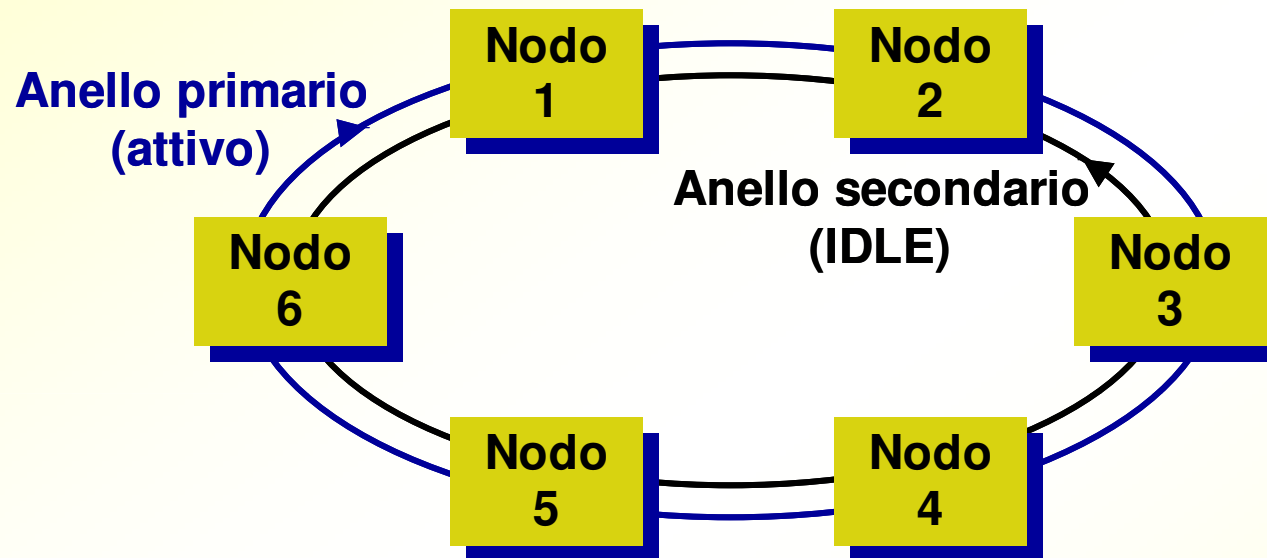 Nodo
1
Nodo
2
Anello primario
(attivo)
Anello secondario
(IDLE)
Nodo
6
Nodo
3
Nodo
5
Nodo
4